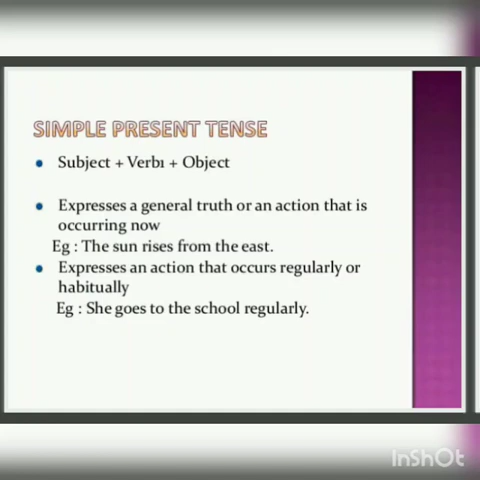 SIMPLE PRESENT TENSE
Subject + Verb1 + Object
Expresses a general truth or an action that is
occurring now
Eg : The sun rises from the east.
Expresses an action that occurs regularly or
habitually
Eg : She goes to the school regularly.
InShOt